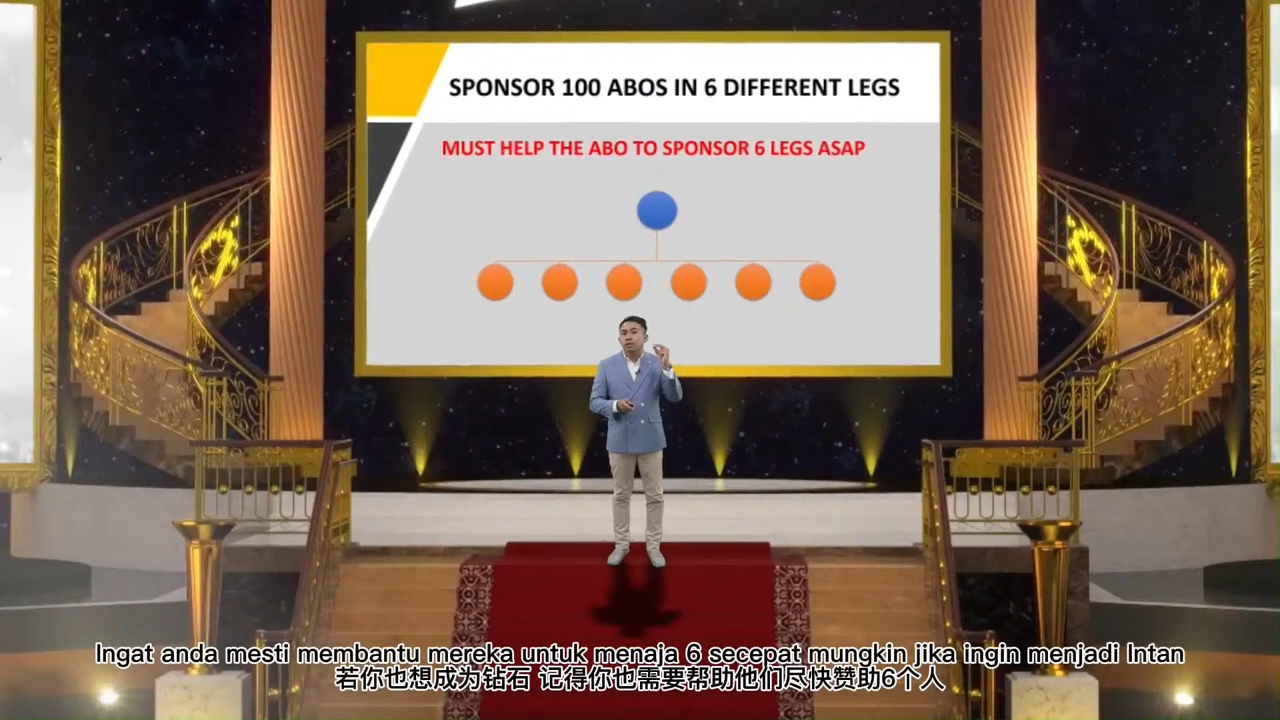 SPONSOR 100 ABOS IN 6 DIFFERENT LEGS
MUST HELP THE ABO TO SPONSOR 6 LEGS ASAP
Ingat anda mesti membantu mereka untuk menaja 6 secepat mungkin jika ingin menjadi Intan
若你也想成为钻石 记得你也需要帮助他们尽快赞助6个人